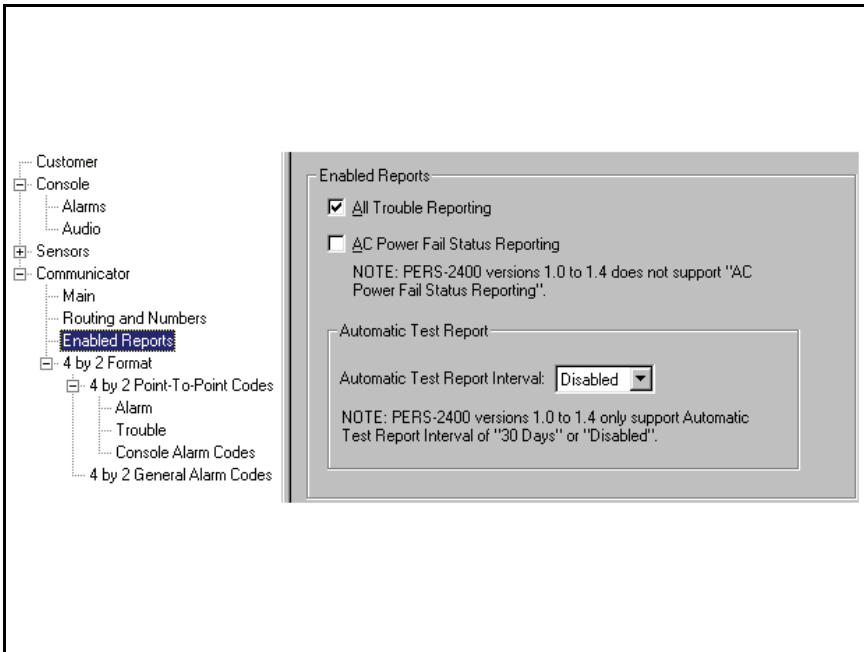 Customer
Console
Alarms
Audio
Sensors
Communicator
Main
Routing and Numbers
Enabled Reports
4 by 2 Format
4 by 2 Point-To-Point Codes
Alarm
Trouble
Console Alarm Codes
4 by 2 General Alarm Codes
Enabled Reports
All Trouble Reporting
AC Power Fail Status Reporting
NOTE: PERS-2400 versions 1.0 to 1.4 does not support "AC
Power Fail Status Reporting".
Automatic Test Report
Automatic Test Report Interval: Disabled
NOTE: PERS-2400 versions 1.0 to 1.4 only support Automatic
Test Report Interval of "30 Days" or "Disabled".